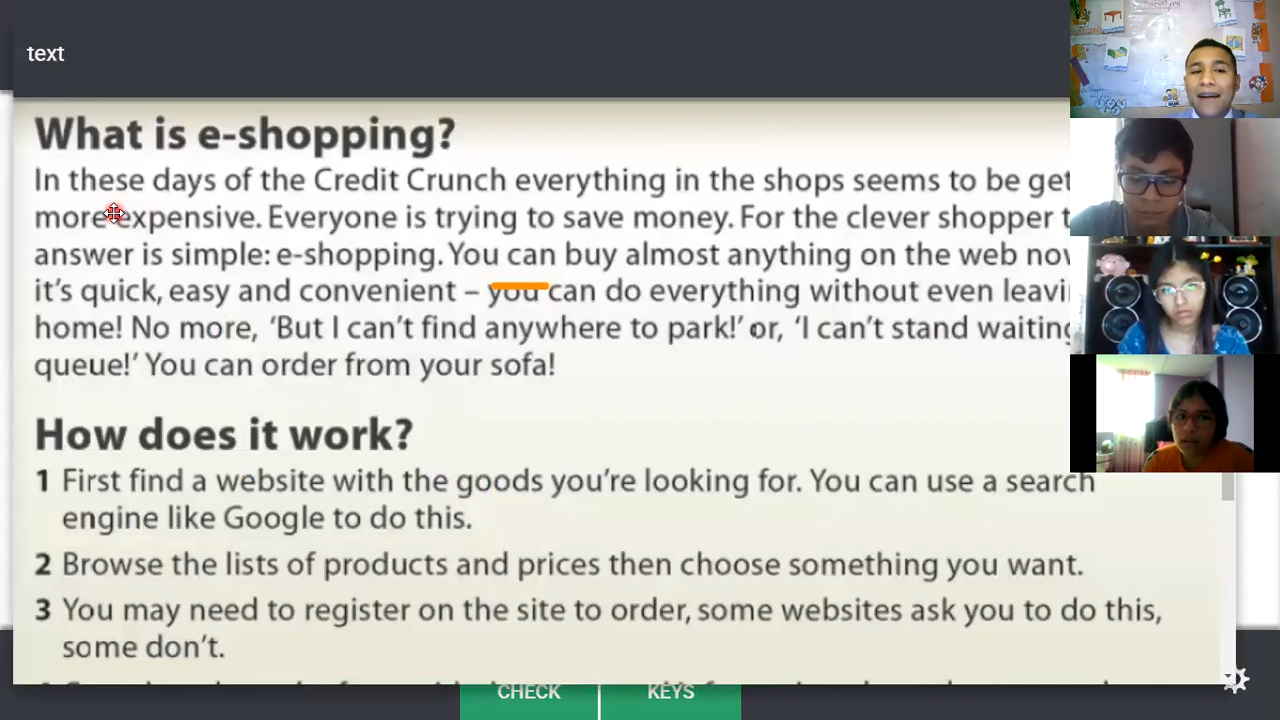 text
What is e-shopping?
In these days of the Credit Crunch everything in the shops seems to be
more expensive. Everyone is trying to save money. For the clever shopper
answer is simple: e-shopping. You can buy almost anything on the web
it's quick, easy and convenient – you can do everything without even
home! No more, 'But I can't find anywhere to park!' or, 'I can't stand waiting
queue!' You can order from your sofa!
How does it work?
1 First find a website with the goods you're looking for. You can use a search
engine like Google to do this.
2 Browse the lists of products and prices then choose something you want.
3 You may need to register on the site to order, some websites ask you to do this,
some don't.
CHECK KEYS